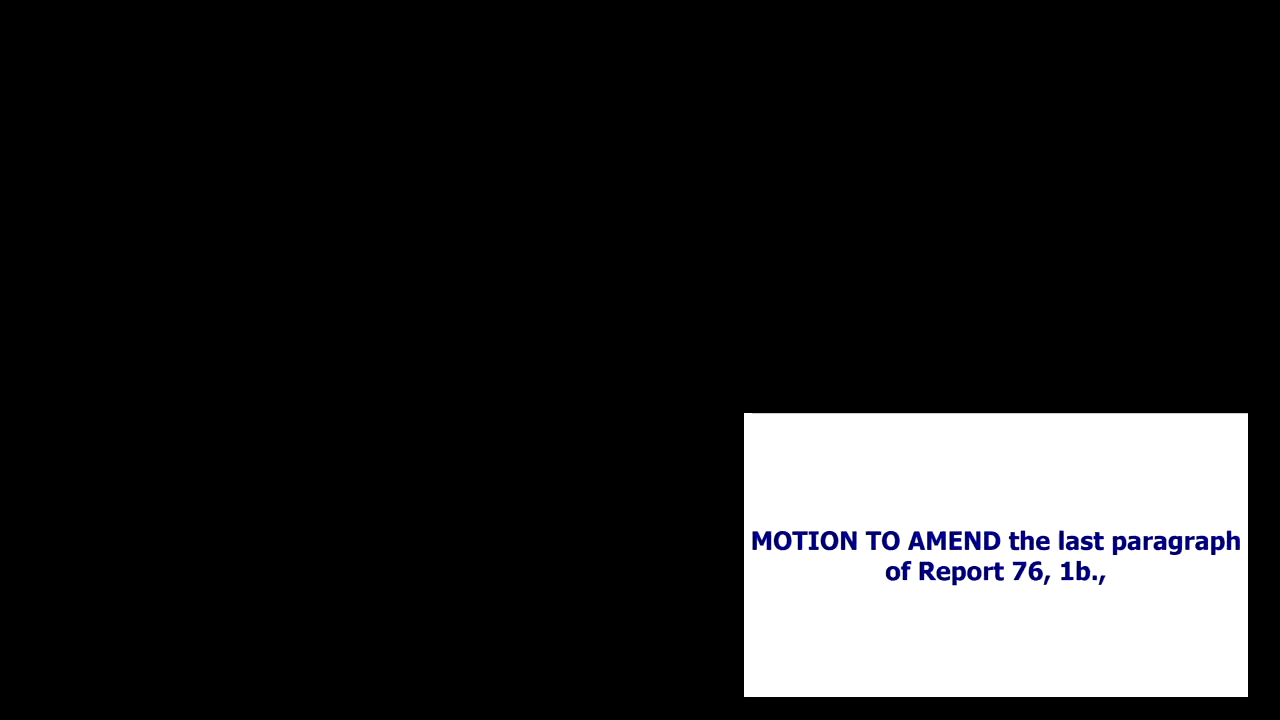 MOTION TO AMEND the last paragraph
of Report 76, 1b.,